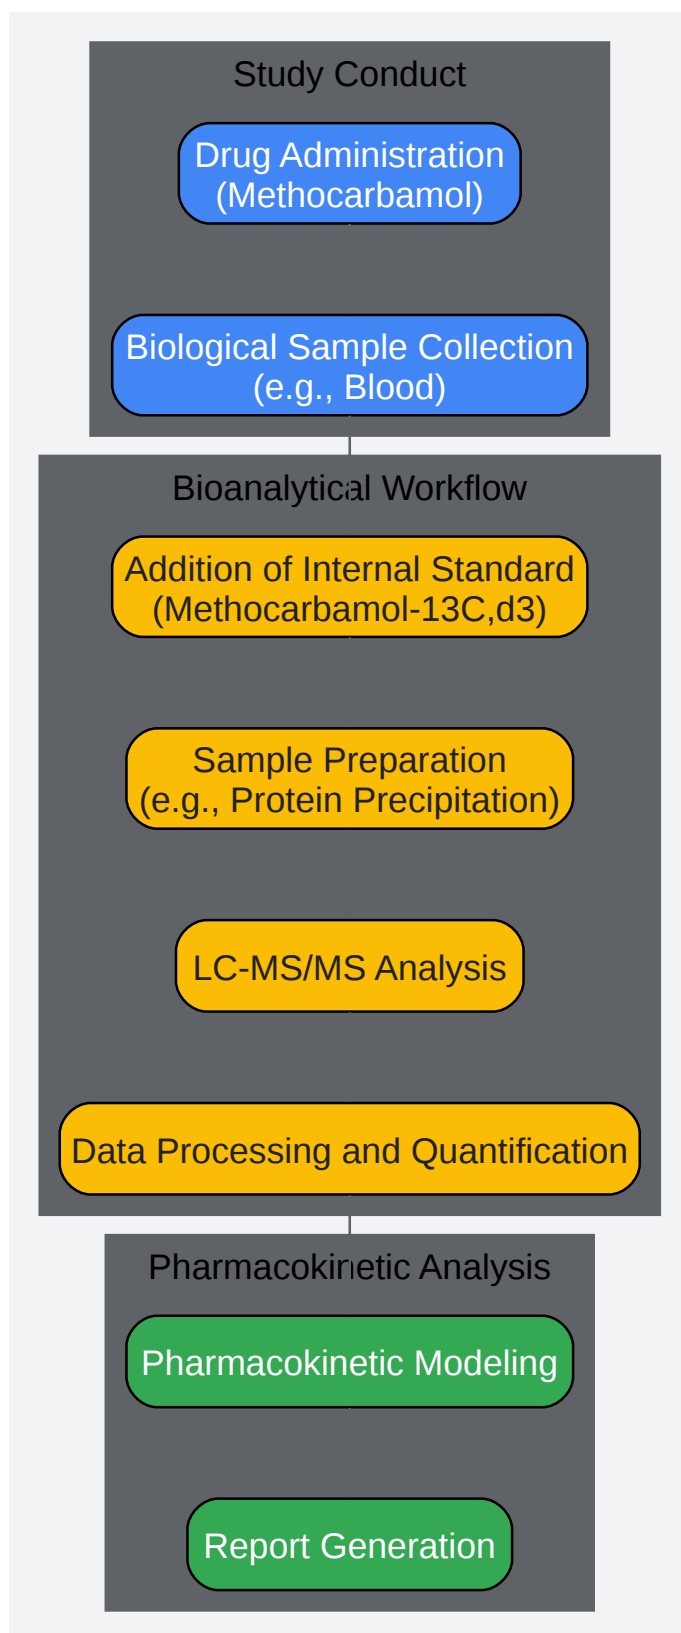 Study Conduct
Drug Administration
(Methocarbamol)
Biological Sample Collection
(e.g., Blood)
Bioanalytical Workflow
Addition of Internal Standard
(Methocarbamol-13C,d3)
Sample Preparation
(e.g., Protein Precipitation)
LC-MS/MS Analysis
Data Processing and Quantification
Pharmacokinetic Analysis
Pharmacokinetic Modeling
Report Generation